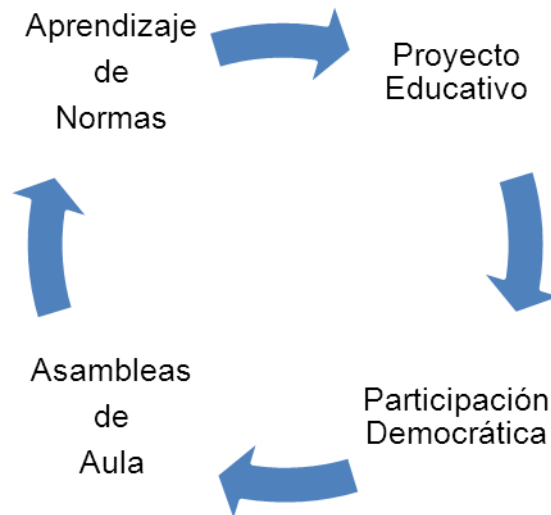 Aprendizaje
de
Normas
Proyecto
Educativo
Participación
Democrática
Asambleas
de
Aula